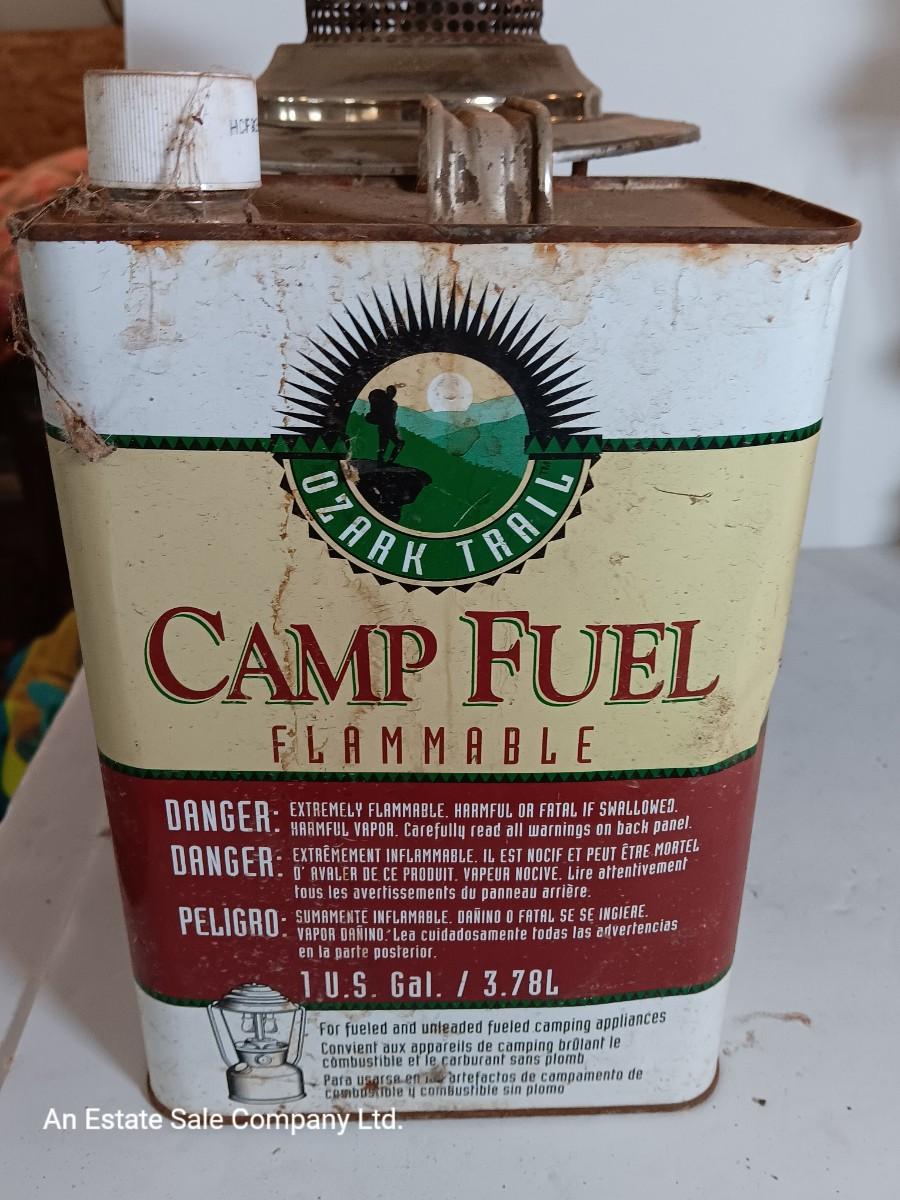 HCF
OZARK TRAIL™
CAMP FUEL
FLAMMABLE
DANGER: EXTREMELY FLAMMABLE. HARMFUL OR FATAL IF SWALLOWED.
HARMFUL VAPOR. Carefully read all warnings on back panel.
DANGER: EXTRÊMEMENT INFLAMMABLE. IL EST NOCIF ET PEUT ÊTRE MORTEL
D' AVALER DE CE PRODUIT. VAPEUR NOCIVE. Lire attentivement
tous les avertissements du panneau arrière.
PELIGRO: SUMAMENTE INFLAMABLE. DAÑINO O FATAL SE SE INGIERE.
VAPOR DAÑINO. Lea cuidadosamente todas las advertencias
en la parte posterior.
1 U.S. Gal. / 3.78L
For fueled and unleaded fueled camping appliances
Convient aux appareils de camping brûlant le
combustible et le carburant sans plomb
Para usarse en los artefactos de campamento de
combustible y combustible sin plomo
An Estate Sale Company Ltd.